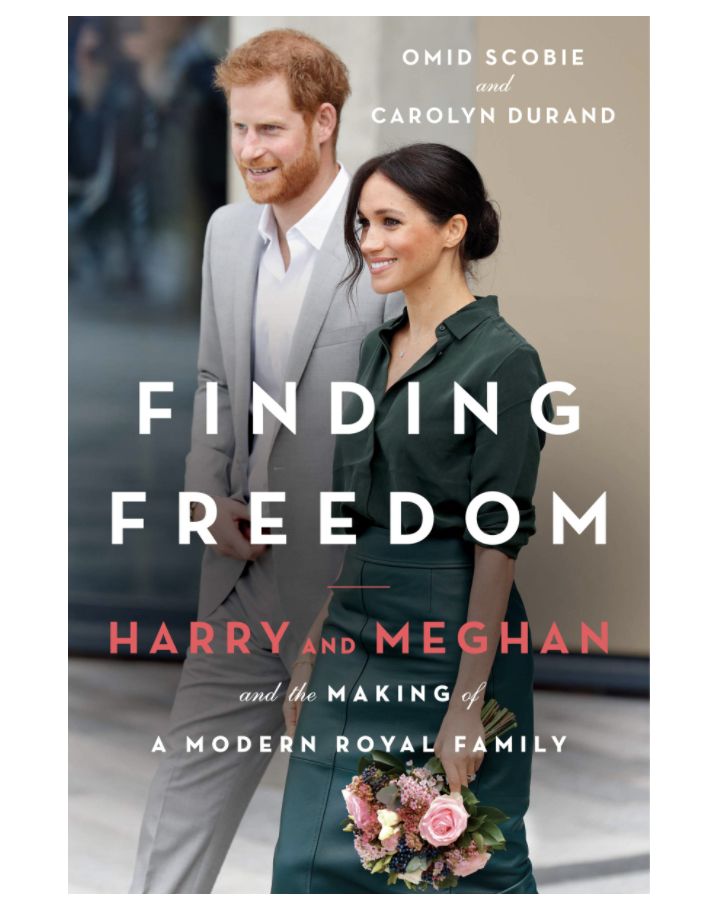 OMID SCOBIE
and
CAROLYN DURAND
FINDING
FREEDOM
HARRY AND MEGHAN
and the MAKING of
A MODERN ROYAL FAMILY